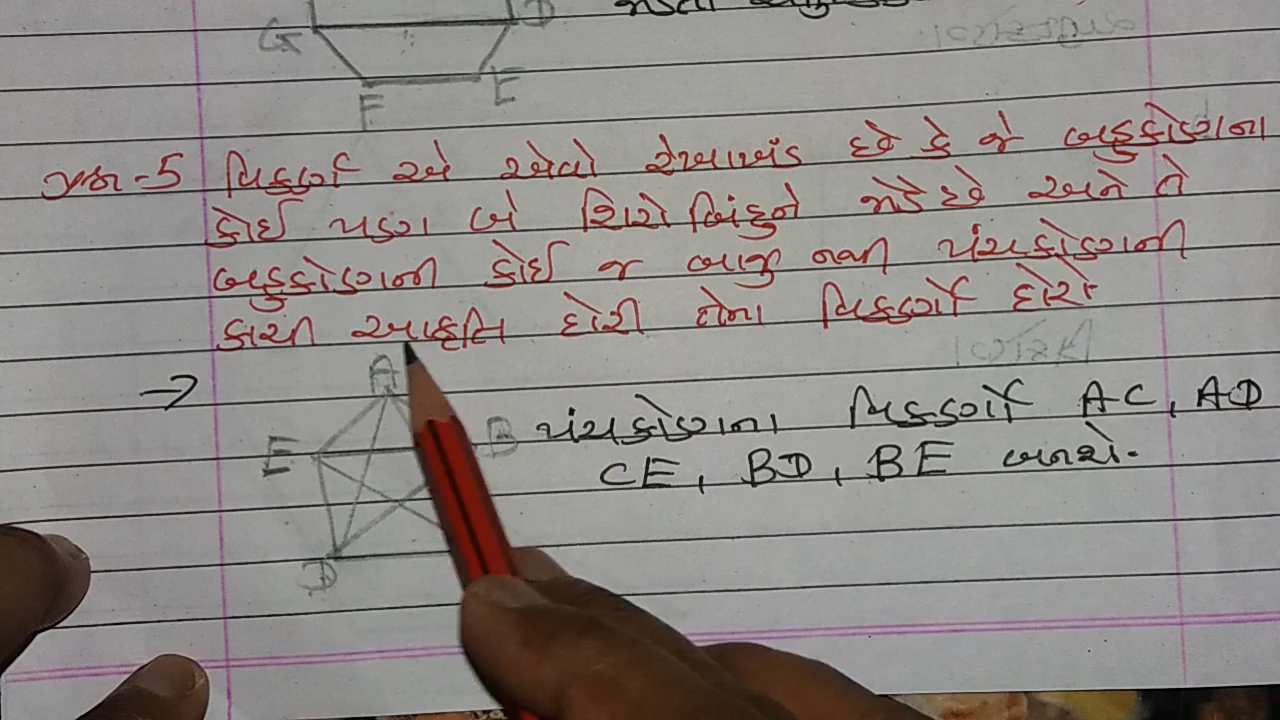 G
D
F
E
પ્રશ્ન-5 વિકર્ણ એ એવો રેખાખંડ હશે કે જે બહુકોણના
કોઈ પણ બે શિરોબિંદુને જોડે છે અને તે
બહુકોણની કોઈ જ બાજુ નથી પંચકોણની
કાચી આકૃતિ દોરી તેના વિકર્ણો દોરો
→
A
પંચકોણના વિકર્ણો AC, AD
E B
CE, BD, BE બનશે.
D